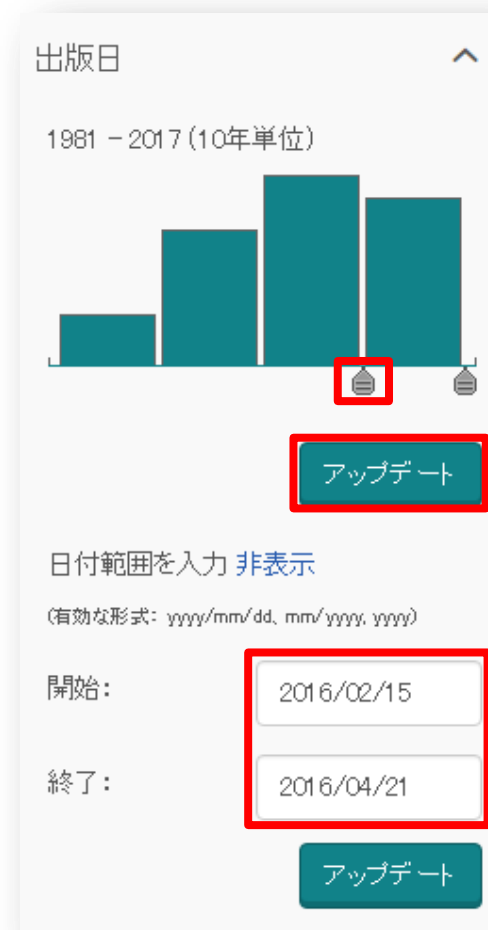 出版日
1981 - 2017 (10年単位)
アップデート
日付範囲を入力 非表示
(有効な形式: yyyy/mm/dd、mm/yyyy, yyyy)
開始: 2016/02/15
終了: 2016/04/21
アップデート